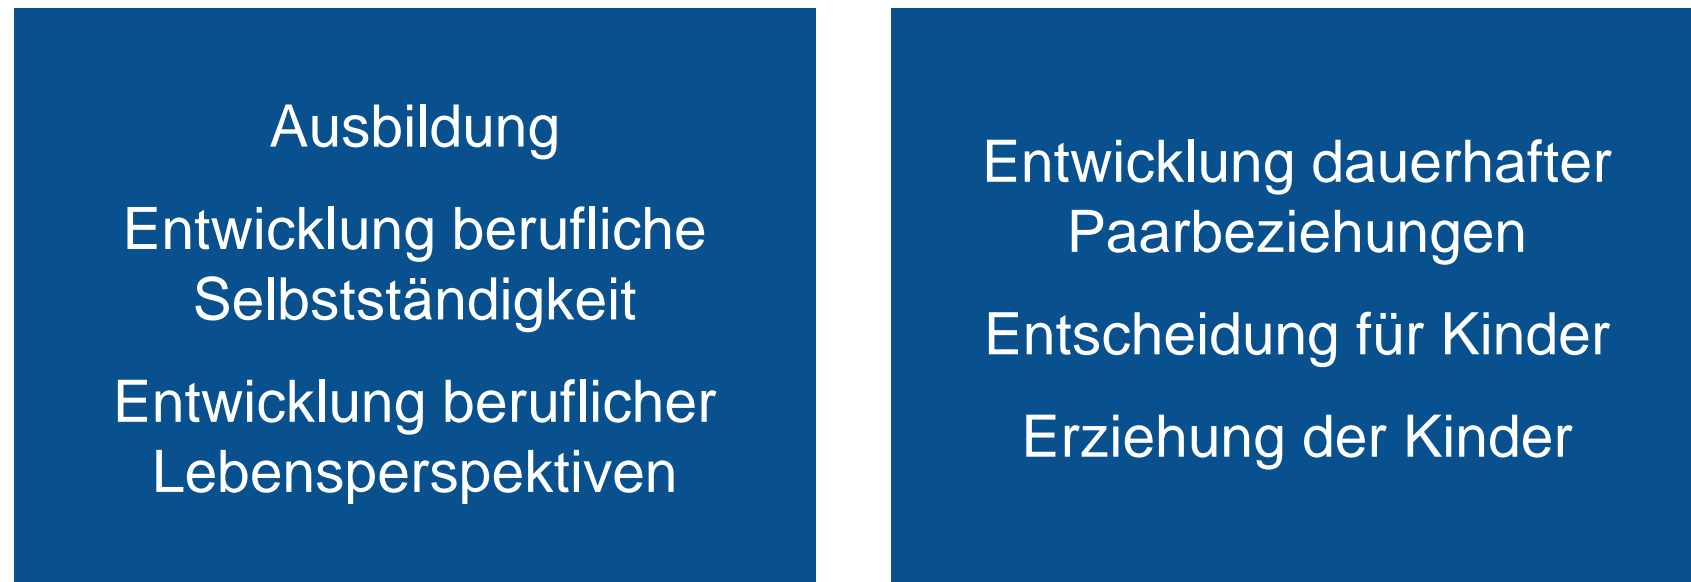 Ausbildung
Entwicklung berufliche
Selbstständigkeit
Entwicklung beruflicher
Lebensperspektiven
Entwicklung dauerhafter
Paarbeziehungen
Entscheidung für Kinder
Erziehung der Kinder